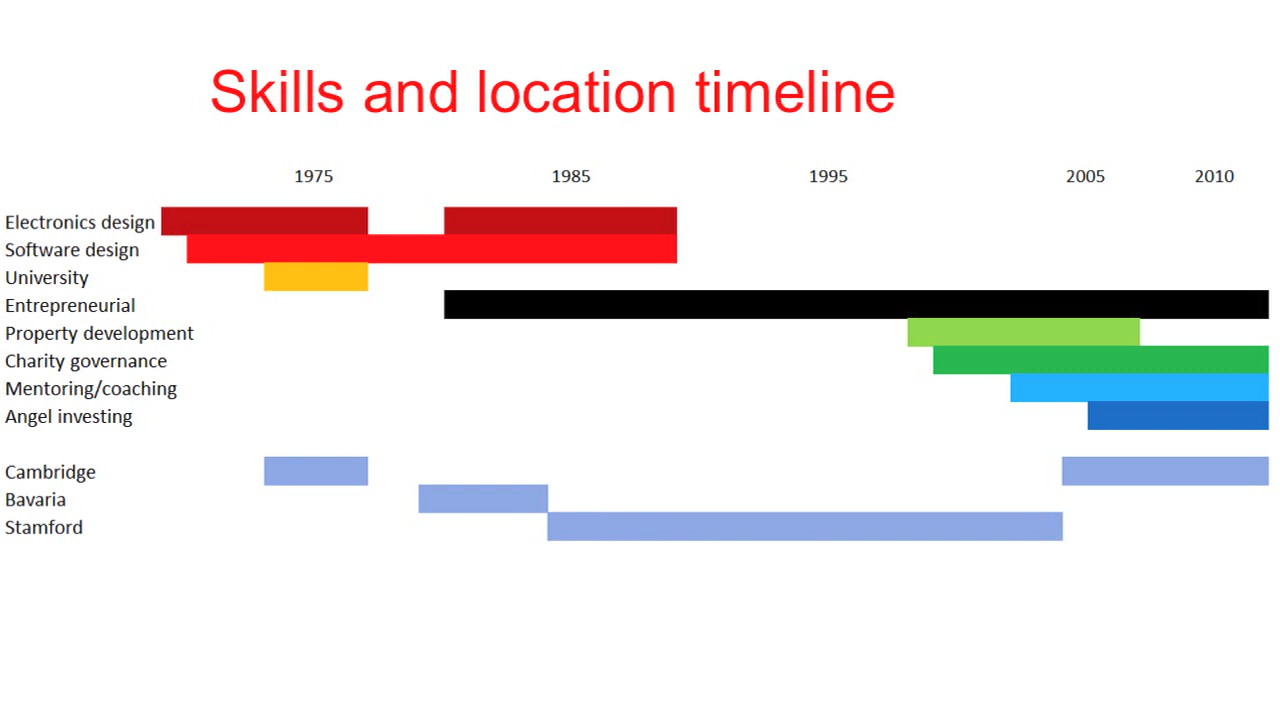 Skills and location timeline
1975 1985 1995 2005 2010
Electronics design
Software design
University
Entrepreneurial
Property development
Charity governance
Mentoring/coaching
Angel investing
Cambridge
Bavaria
Stamford